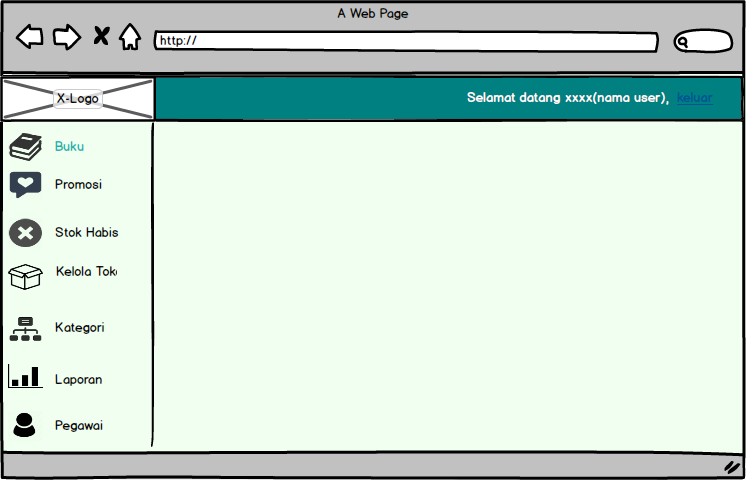 A Web Page
http://
X-Logo
Selamat datang xxxx(nama user), keluar
Buku
Promosi
Stok Habis
Kelola Tok
Kategori
Laporan
Pegawai